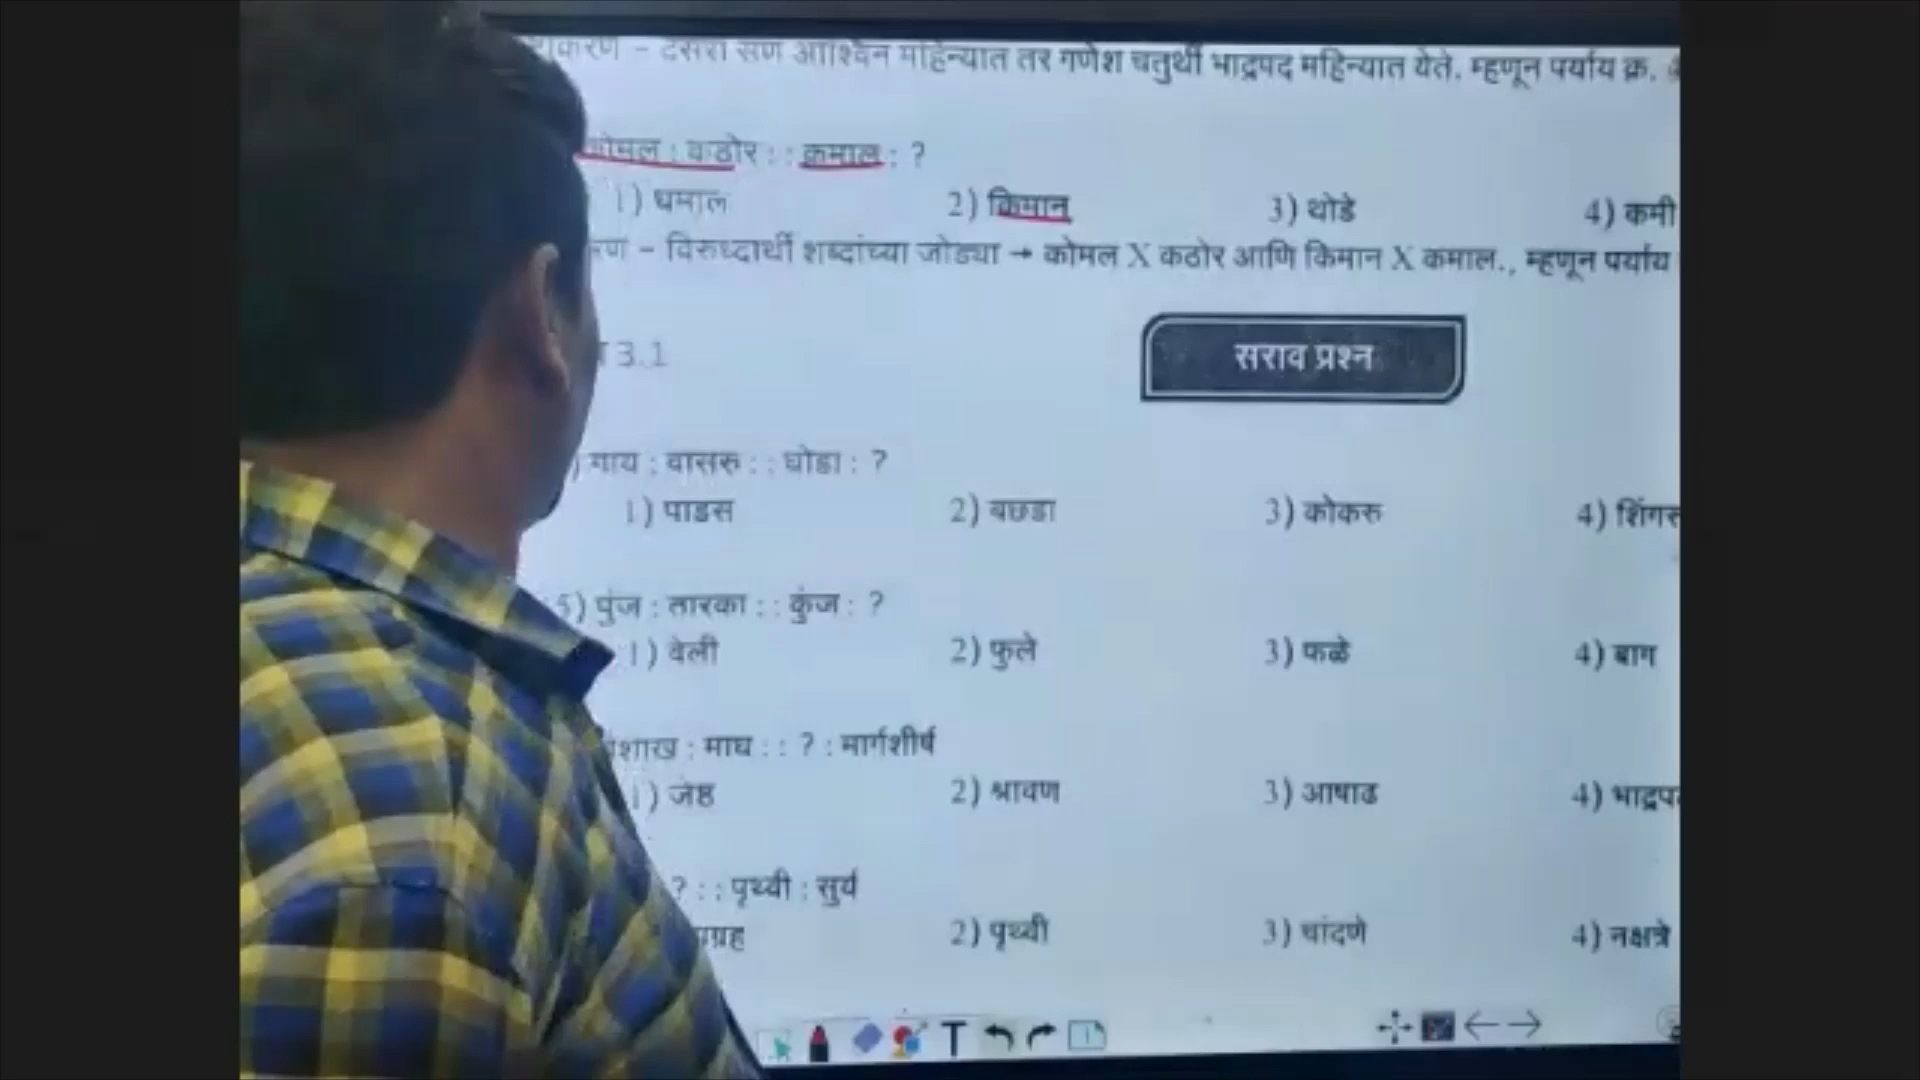 – दसरा सण आश्विन महिन्यात तर गणेश चतुर्थी भाद्रपद महिन्यात येते. म्हणून पर्याय क्र.
कोमल : कठोर : : कमाल : ?
1) धमाल 2) किमान 3) थोडे 4) कमी
– विरुध्दार्थी शब्दांच्या जोड्या → कोमल X कठोर आणि किमान X कमाल., म्हणून पर्याय
3.1
सराव प्रश्न
) गाय : वासरु : : घोडा : ?
1) पाडस 2) बछडा 3) कोकरु 4)
5) पुंज : तारका : : कुंज : ?
1) वेली 2) फुले 3) फळे 4) बाग
: माघ : : ? : मार्गशीर्ष
1) जेष्ठ 2) श्रावण 3) आषाढ 4)
? : : पृथ्वी : सुर्य
2) पृथ्वी 3) चांदणे 4) नक्षत्रे
T